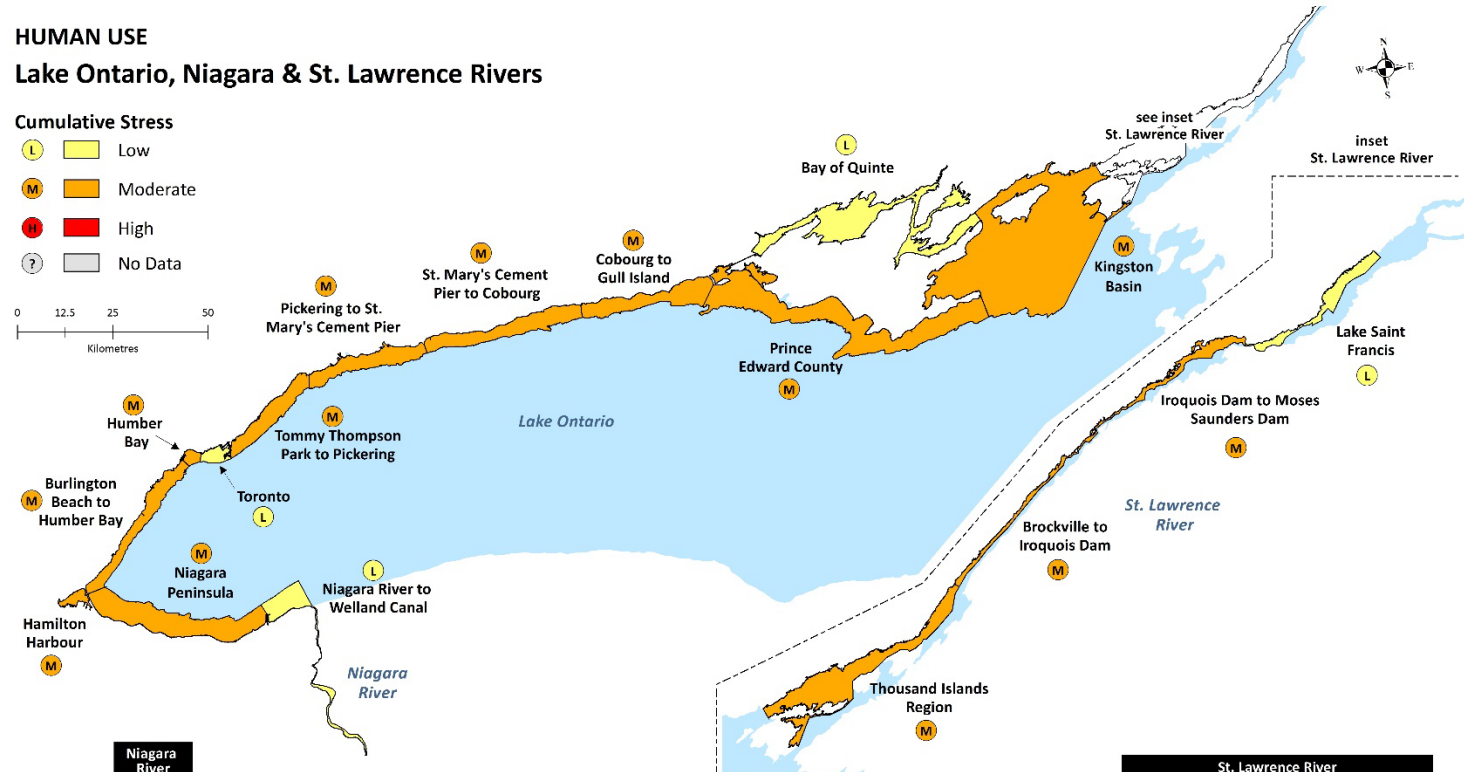 HUMAN USE
Lake Ontario, Niagara & St. Lawrence Rivers
Cumulative Stress
L Low
M Moderate
H High
? No Data
0 12.5 25 50
Kilometres
N
W E
S
see inset
St. Lawrence River
inset
St. Lawrence River
L
Bay of Quinte
M
Cobourg to
Gull Island
M
St. Mary's Cement
Pier to Cobourg
M
Pickering to St.
Mary's Cement Pier
M
Kingston
Basin
Prince
Edward County
M
M
Humber
Bay
M
Tommy Thompson
Park to Pickering
Lake Ontario
Burlington
Beach to
Humber Bay
M
Toronto
L
M
Niagara
Peninsula
L
Niagara River to
Welland Canal
Hamilton
Harbour
M
Niagara
River
Lake Saint
Francis
L
Iroquois Dam to Moses
Saunders Dam
M
St. Lawrence
River
Brockville to
Iroquois Dam
M
Thousand Islands
Region
M
Niagara
River
St. Lawrence River